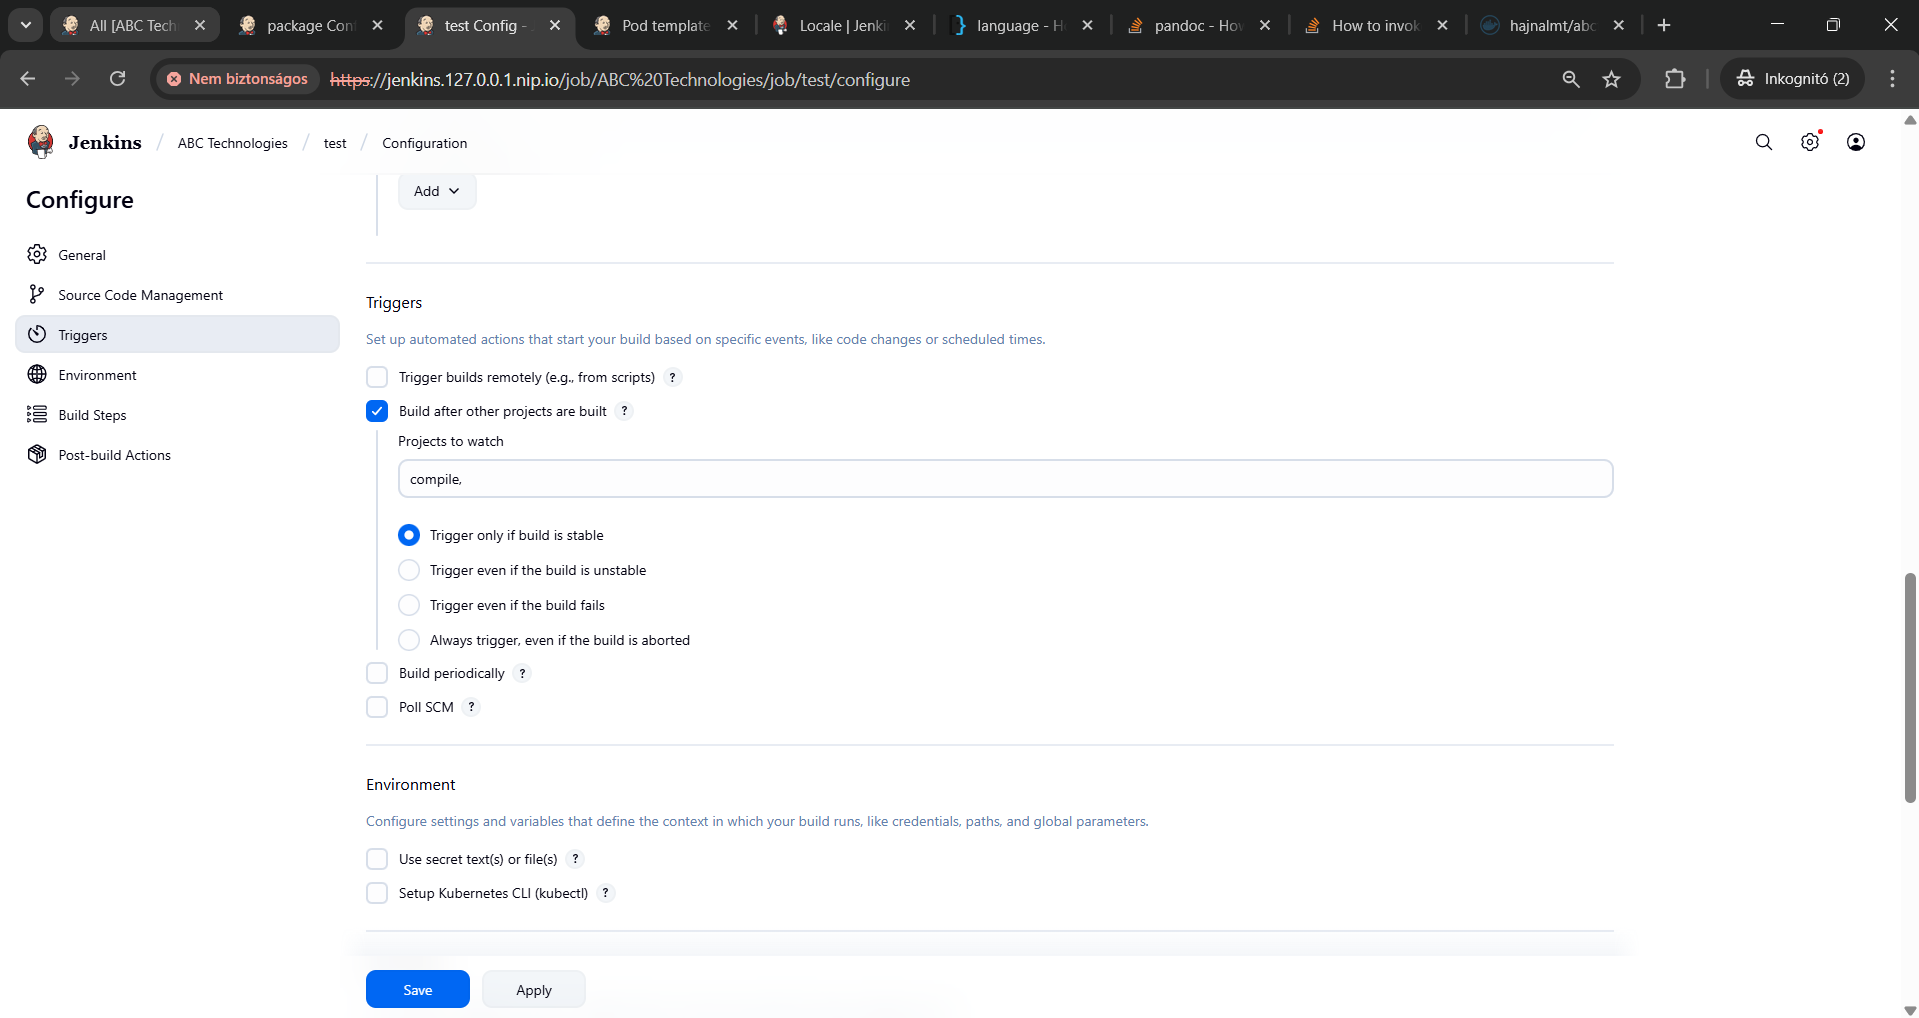 All [ABC Tech
package Conf
test Config -
Pod template
Locale | Jenki
language - H
pandoc - Hov
How to invok
hajnalmt/abc
Nem biztonságos
https://jenkins.127.0.0.1.nip.io/job/ABC%20Technologies/job/test/configure
Inkognitó (2)
Jenkins / ABC Technologies / test / Configuration
Configure
General
Source Code Management
Triggers
Environment
Build Steps
Post-build Actions
Add
Triggers
Set up automated actions that start your build based on specific events, like code changes or scheduled times.
Trigger builds remotely (e.g., from scripts) ?
Build after other projects are built ?
Projects to watch
compile,
Trigger only if build is stable
Trigger even if the build is unstable
Trigger even if the build fails
Always trigger, even if the build is aborted
Build periodically ?
Poll SCM ?
Environment
Configure settings and variables that define the context in which your build runs, like credentials, paths, and global parameters.
Use secret text(s) or file(s) ?
Setup Kubernetes CLI (kubectl) ?
Save
Apply